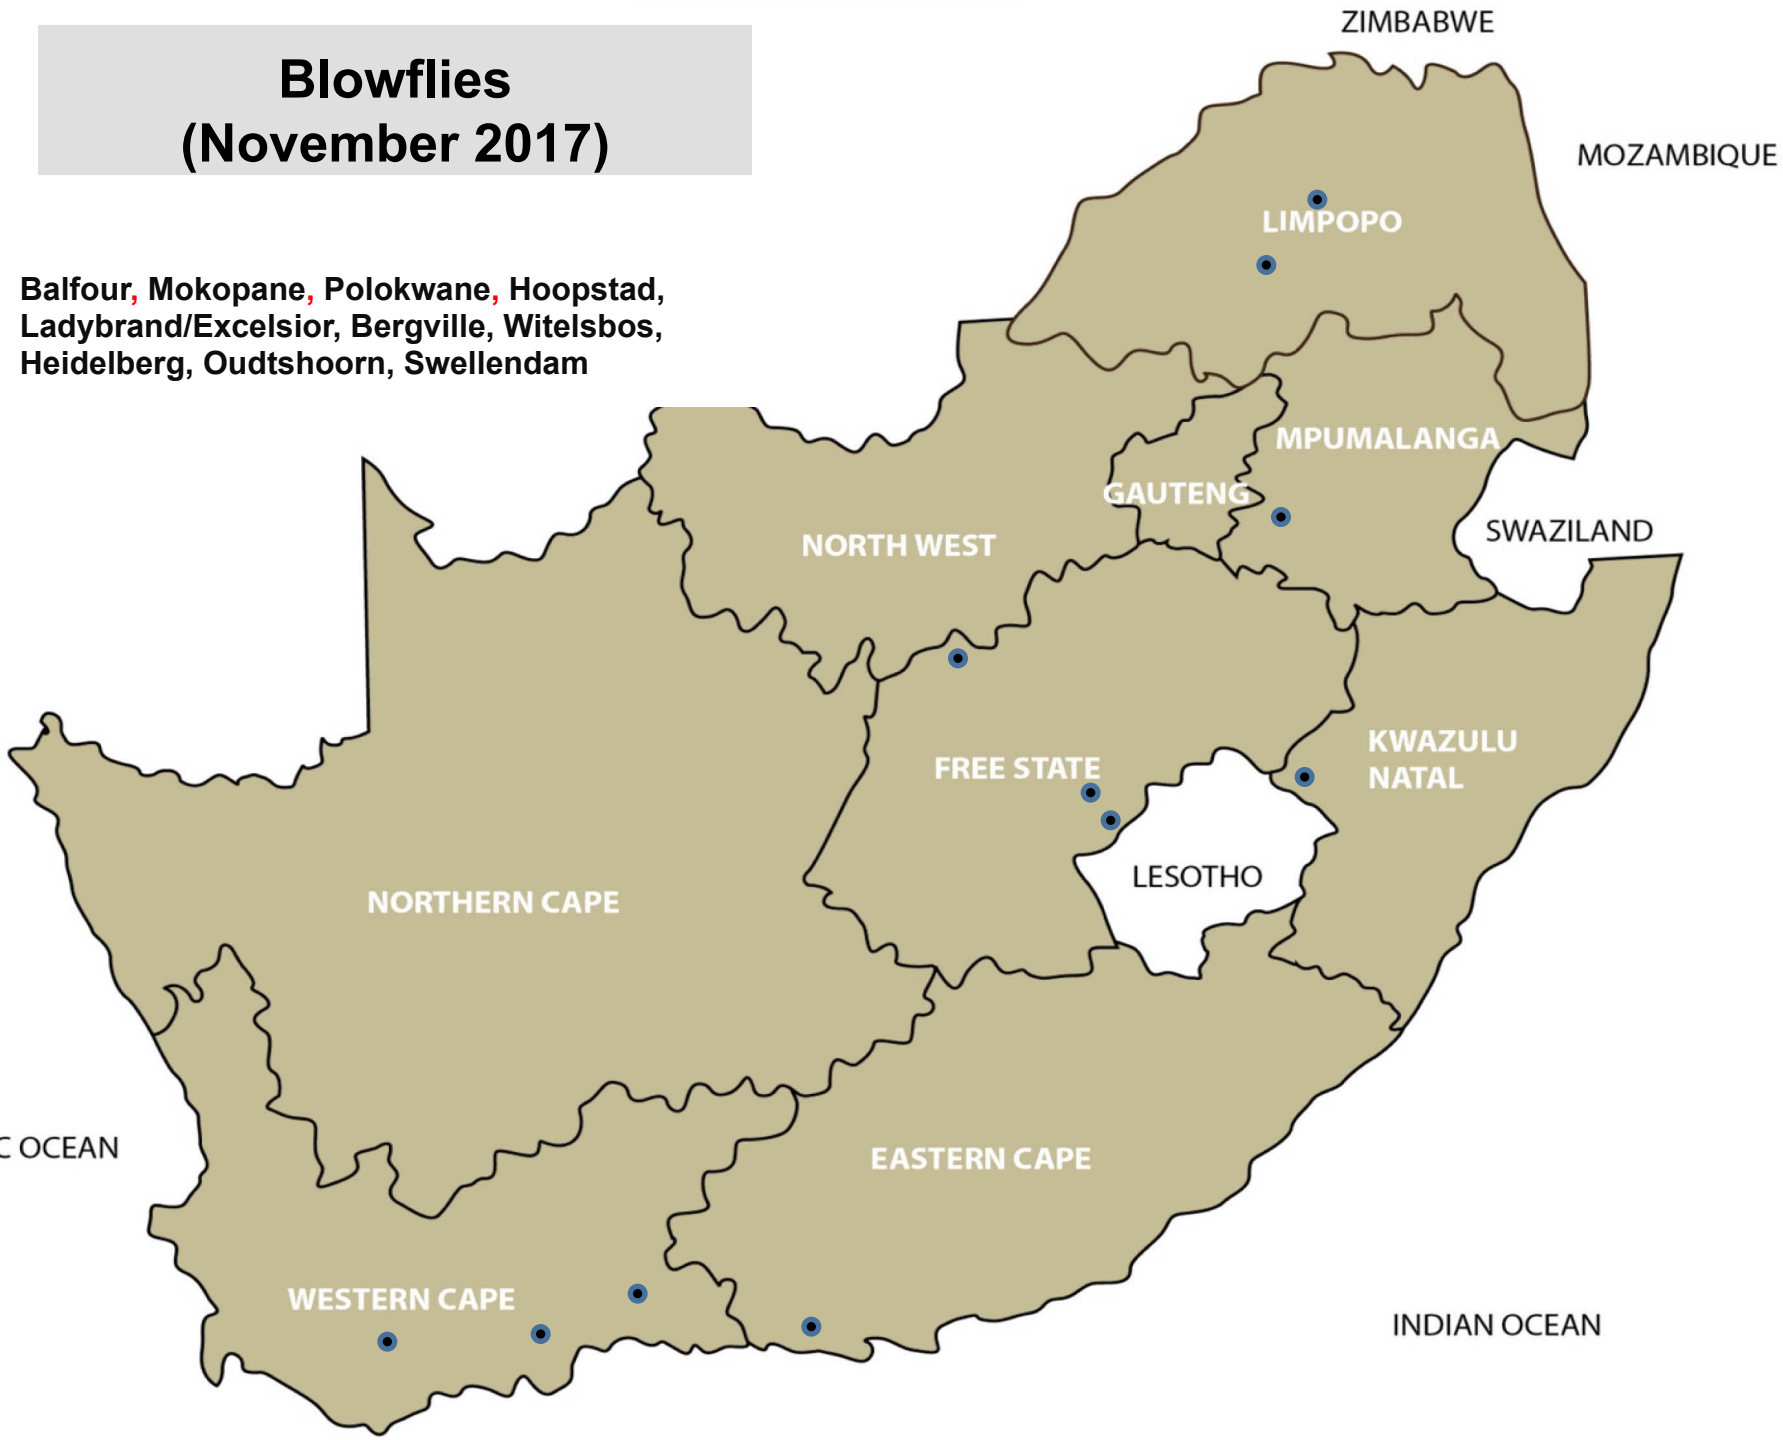 Blowflies
(November 2017)
Balfour, Mokopane, Polokwane, Hoopstad,
Ladybrand/Excelsior, Bergville, Witelsbos,
Heidelberg, Oudtshoorn, Swellendam
ZIMBABWE
MOZAMBIQUE
LIMPOPO
MPUMALANGA
GAUTENG
SWAZILAND
NORTH WEST
KWAZULU
NATAL
FREE STATE
LESOTHO
NORTHERN CAPE
C OCEAN
EASTERN CAPE
WESTERN CAPE
INDIAN OCEAN